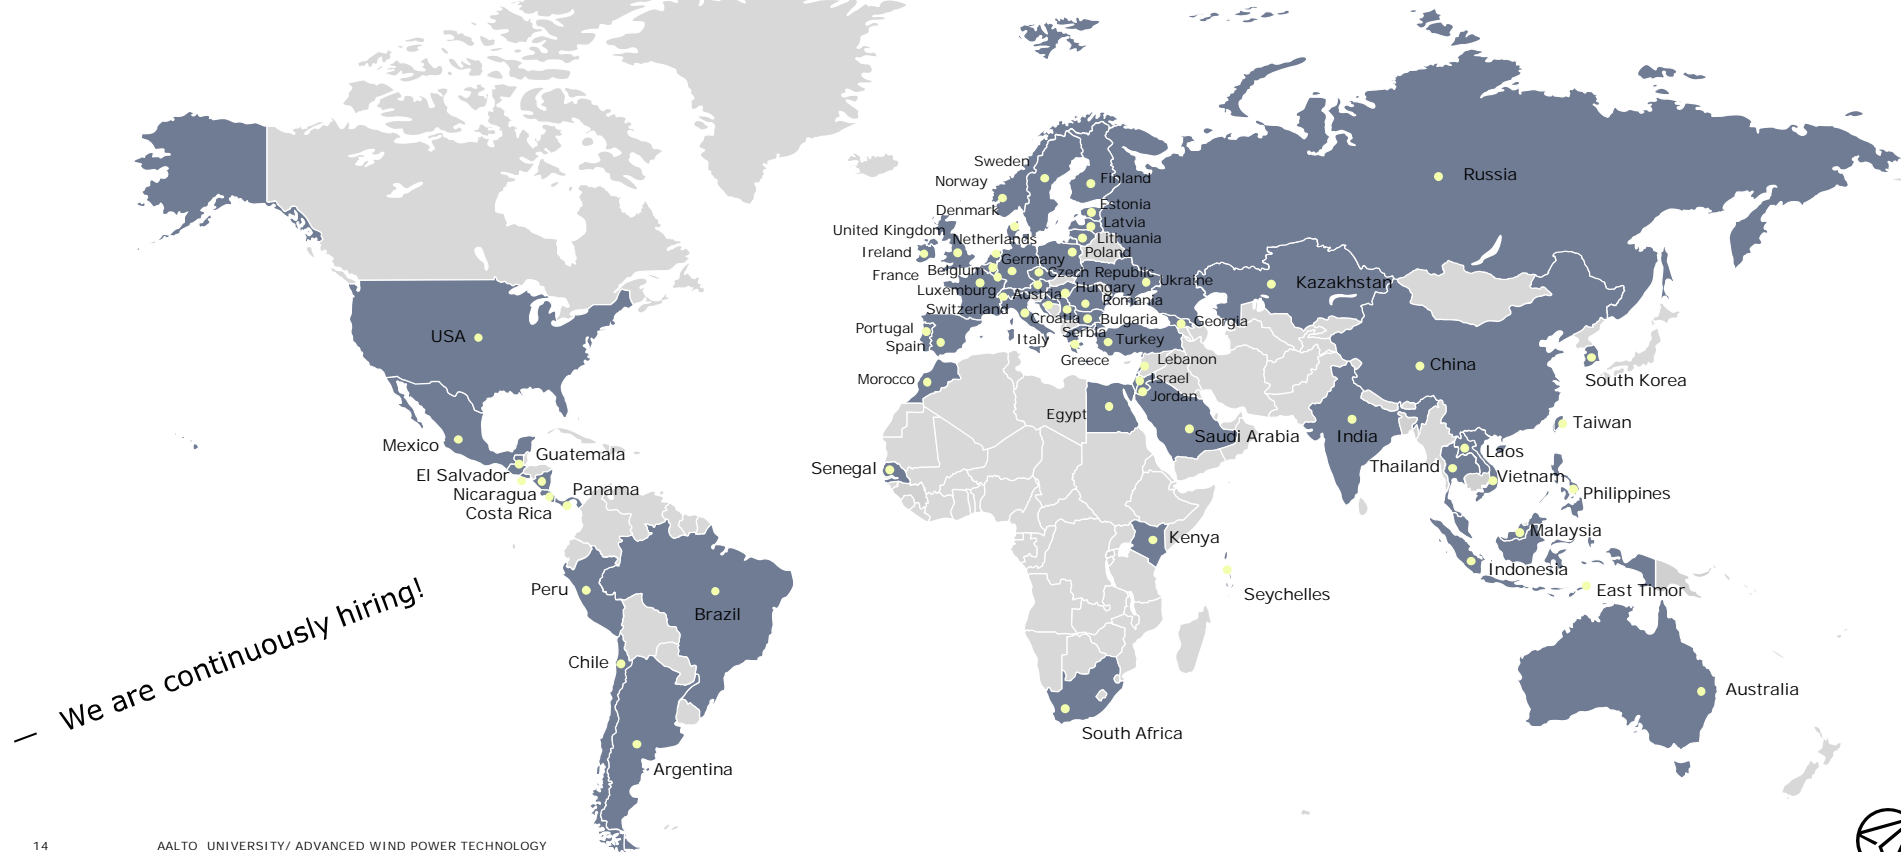 Sweden
Norway
Finland
Russia
Denmark
Estonia
Latvia
United Kingdom
Netherlands
Lithuania
Ireland
Poland
Germany
France
Belgium
Czech Republic
Ukraine
Kazakhstan
Luxemburg
Austria
Hungary
Romania
Switzerland
Croatia
Bulgaria
Georgia
Portugal
Serbia
USA
Spain
Italy
Turkey
Greece
Lebanon
China
Morocco
Israel
South Korea
Jordan
Egypt
Taiwan
Mexico
Saudi Arabia
India
Guatemala
Laos
El Salvador
Senegal
Thailand
Vietnam
Nicaragua
Panama
Philippines
Costa Rica
Kenya
Malaysia
Indonesia
Peru
Seychelles
East Timor
Brazil
Chile
Australia
South Africa
Argentina
— We are continuously hiring!
14 AALTO UNIVERSITY/ ADVANCED WIND POWER TECHNOLOGY